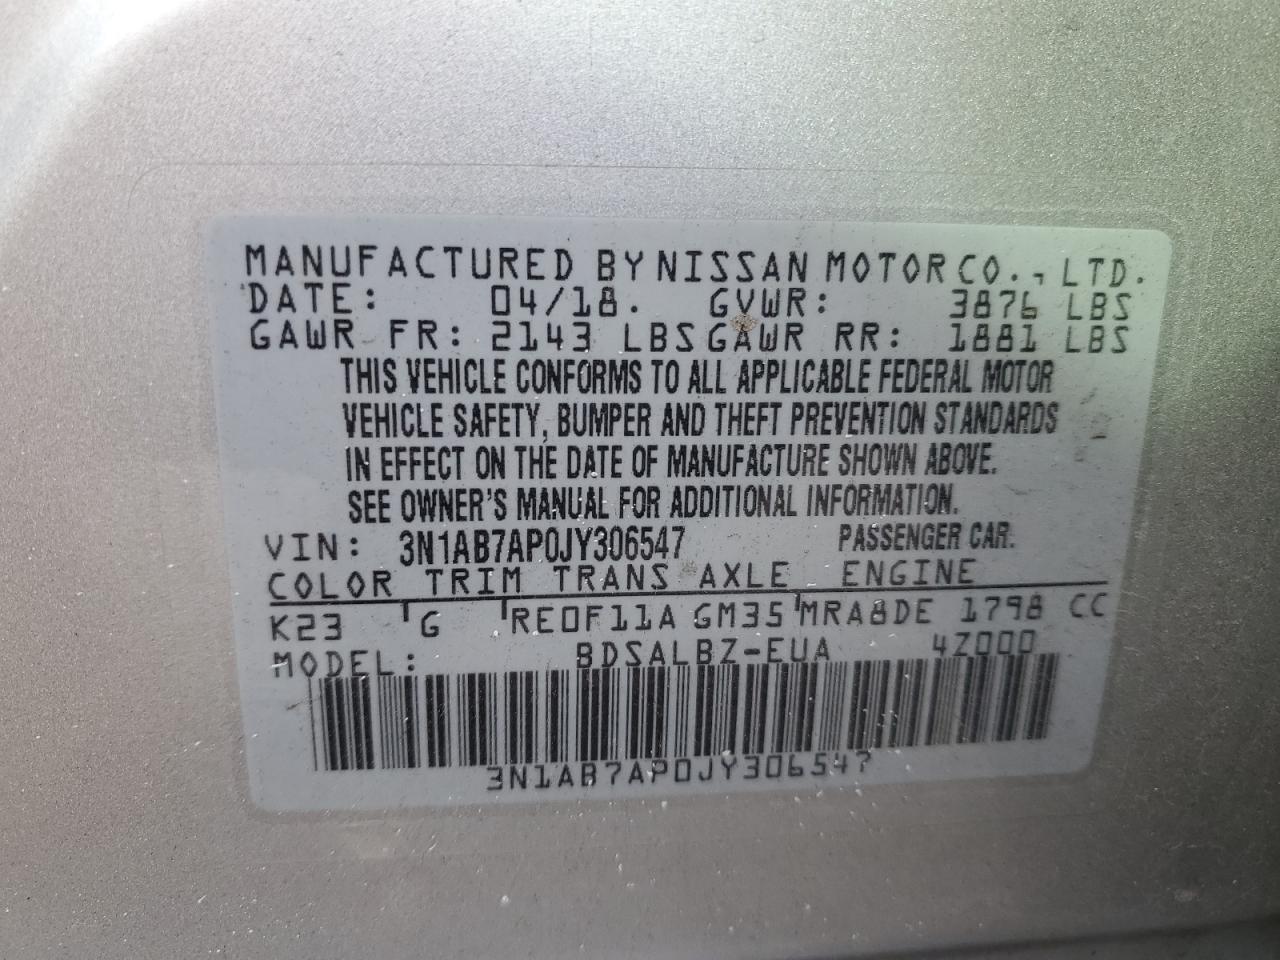 MANUFACTURED BY NISSAN MOTOR CO., LTD.
DATE: 04/18. GVWR: 3876 LBS
GAWR FR: 2143 LBS GAWR RR: 1881 LBS
THIS VEHICLE CONFORMS TO ALL APPLICABLE FEDERAL MOTOR
VEHICLE SAFETY, BUMPER AND THEFT PREVENTION STANDARDS
IN EFFECT ON THE DATE OF MANUFACTURE SHOWN ABOVE.
SEE OWNER'S MANUAL FOR ADDITIONAL INFORMATION.
VIN: 3N1AB7AP0JY306547 PASSENGER CAR.
COLOR TRIM TRANS AXLE ENGINE
K23 G RE0F11A GM35 MRA8DE 1798 CC
MODEL: BDSALBZ-EUA 4Z000
3N1AB7AP0JY306547